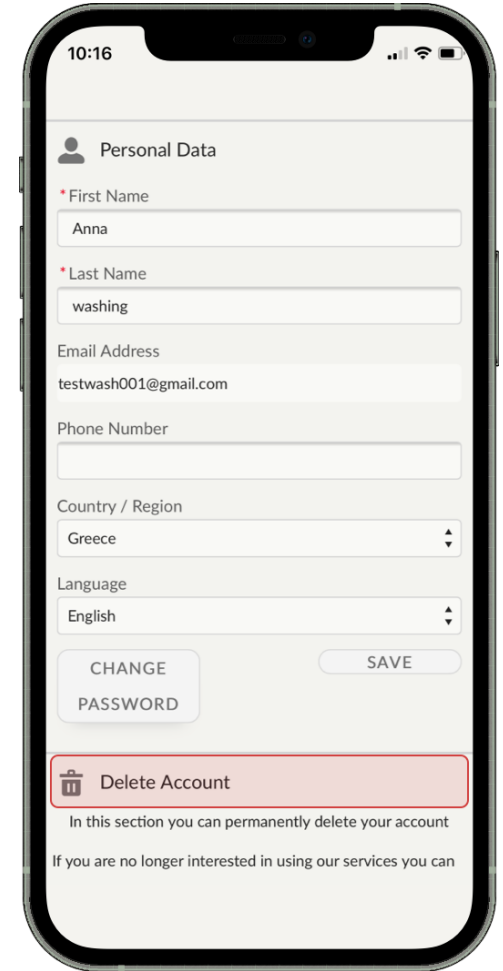 10:16
Personal Data
*First Name
Anna
*Last Name
washing
Email Address
testwash001@gmail.com
Phone Number
Country / Region
Greece
Language
English
CHANGE
PASSWORD
SAVE
Delete Account
In this section you can permanently delete your account
If you are no longer interested in using our services you can